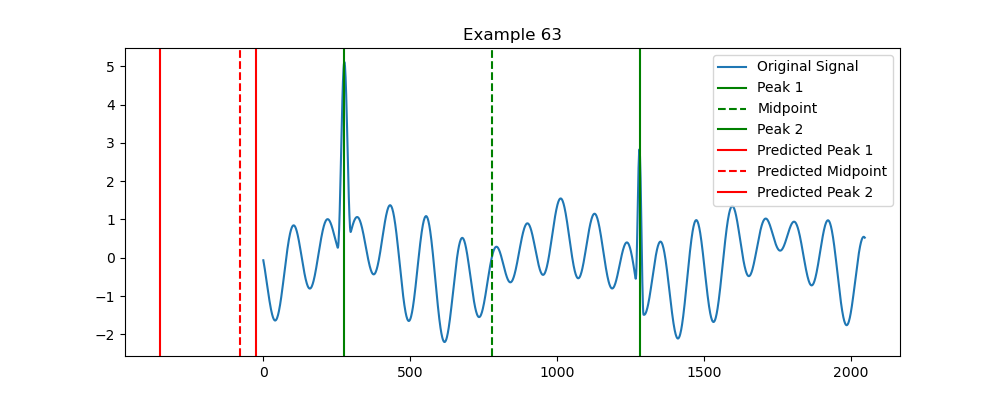 Example 63
5
4
3
2
1
0
−1
−2
0
500
1000
1500
2000
Original Signal
Peak 1
Midpoint
Peak 2
Predicted Peak 1
Predicted Midpoint
Predicted Peak 2